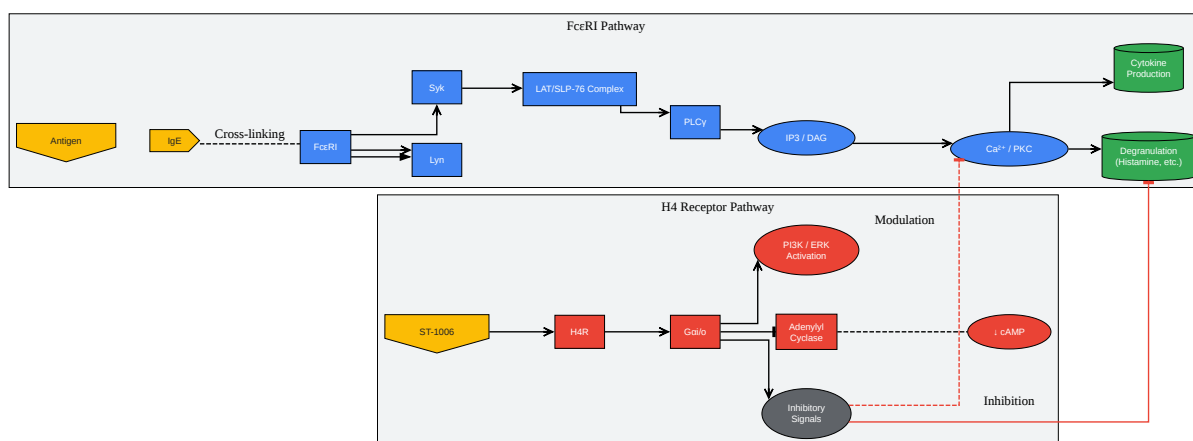 FcεRI Pathway
Cytokine
Production
Syk
LAT/SLP-76 Complex
PLCγ
Antigen
IgE
Cross-linking
FcεRI
Lyn
IP3 / DAG
Ca²⁺ / PKC
Degranulation
(Histamine, etc.)
H4 Receptor Pathway
Modulation
PI3K / ERK
Activation
ST-1006
H4R
Gαi/o
Adenylyl
Cyclase
↓ cAMP
Inhibitory
Signals
Inhibition